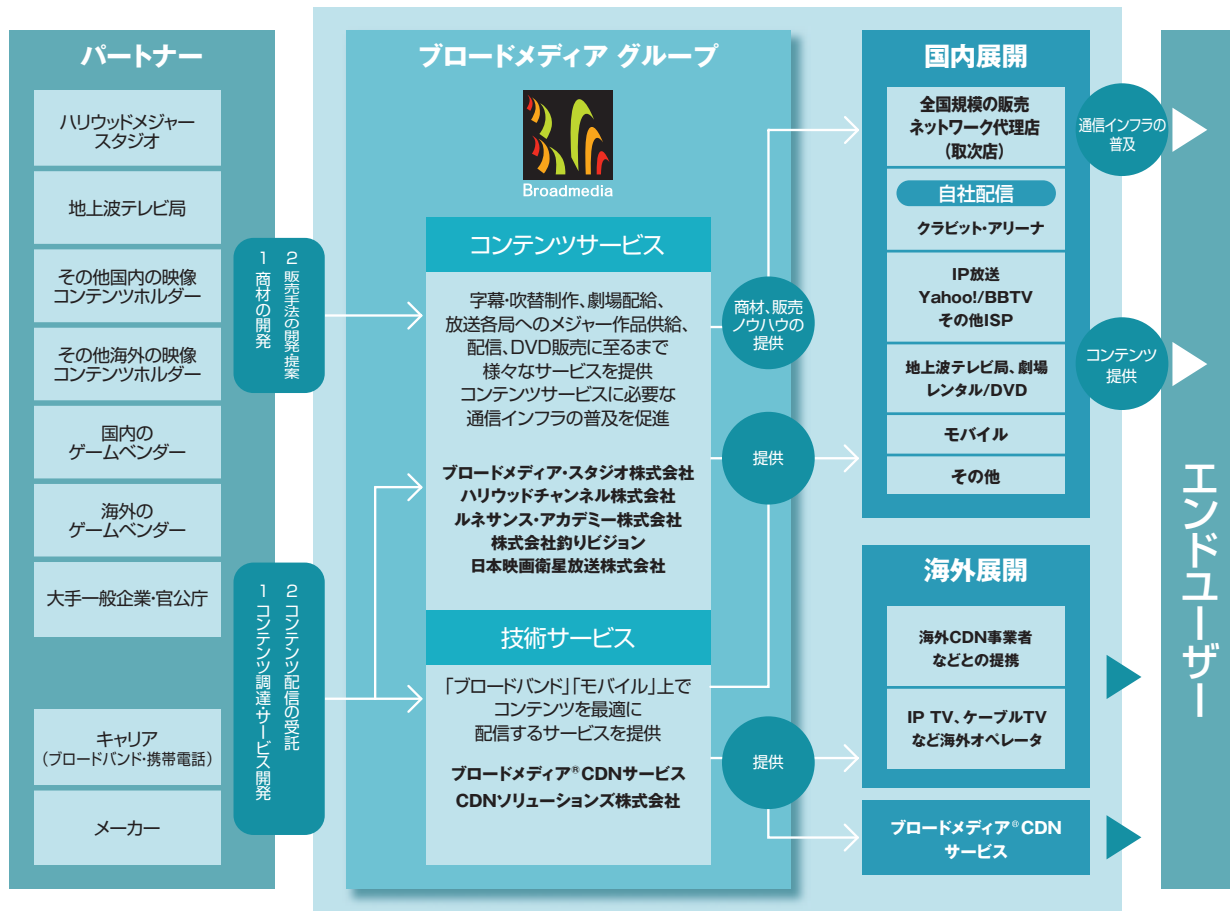 パートナー
ハリウッドメジャー
スタジオ
地上波テレビ局
その他国内の映像
コンテンツホルダー
その他海外の映像
コンテンツホルダー
国内の
ゲームベンダー
海外の
ゲームベンダー
大手一般企業・官公庁
キャリア
（ブロードバンド・携帯電話）
メーカー
1 商材の開発
2 販売手法の開発・提案
1 コンテンツ調達・サービス開発
2 コンテンツ配信の受託
ブロードメディア グループ
Broadmedia
コンテンツサービス
字幕・吹替制作、劇場配給、
放送各局へのメジャー作品供給、
配信、DVD販売に至るまで
様々なサービスを提供
コンテンツサービスに必要な
通信インフラの普及を促進
ブロードメディア・スタジオ株式会社
ハリウッドチャンネル株式会社
ルネサンス・アカデミー株式会社
株式会社釣りビジョン
日本映画衛星放送株式会社
技術サービス
「ブロードバンド」「モバイル」上で
コンテンツを最適に
配信するサービスを提供
ブロードメディア®CDNサービス
CDNソリューションズ株式会社
商材、販売
ノウハウの
提供
提供
提供
国内展開
全国規模の販売
ネットワーク代理店
（取次店）
自社配信
クラビット・アリーナ
IP放送
Yahoo!/BBTV
その他ISP
地上波テレビ局、劇場
レンタル/DVD
モバイル
その他
海外展開
海外CDN事業者
などとの提携
IP TV、ケーブルTV
など海外オペレータ
ブロードメディア®CDN
サービス
通信インフラの
普及
コンテンツ
提供
エンドユーザー